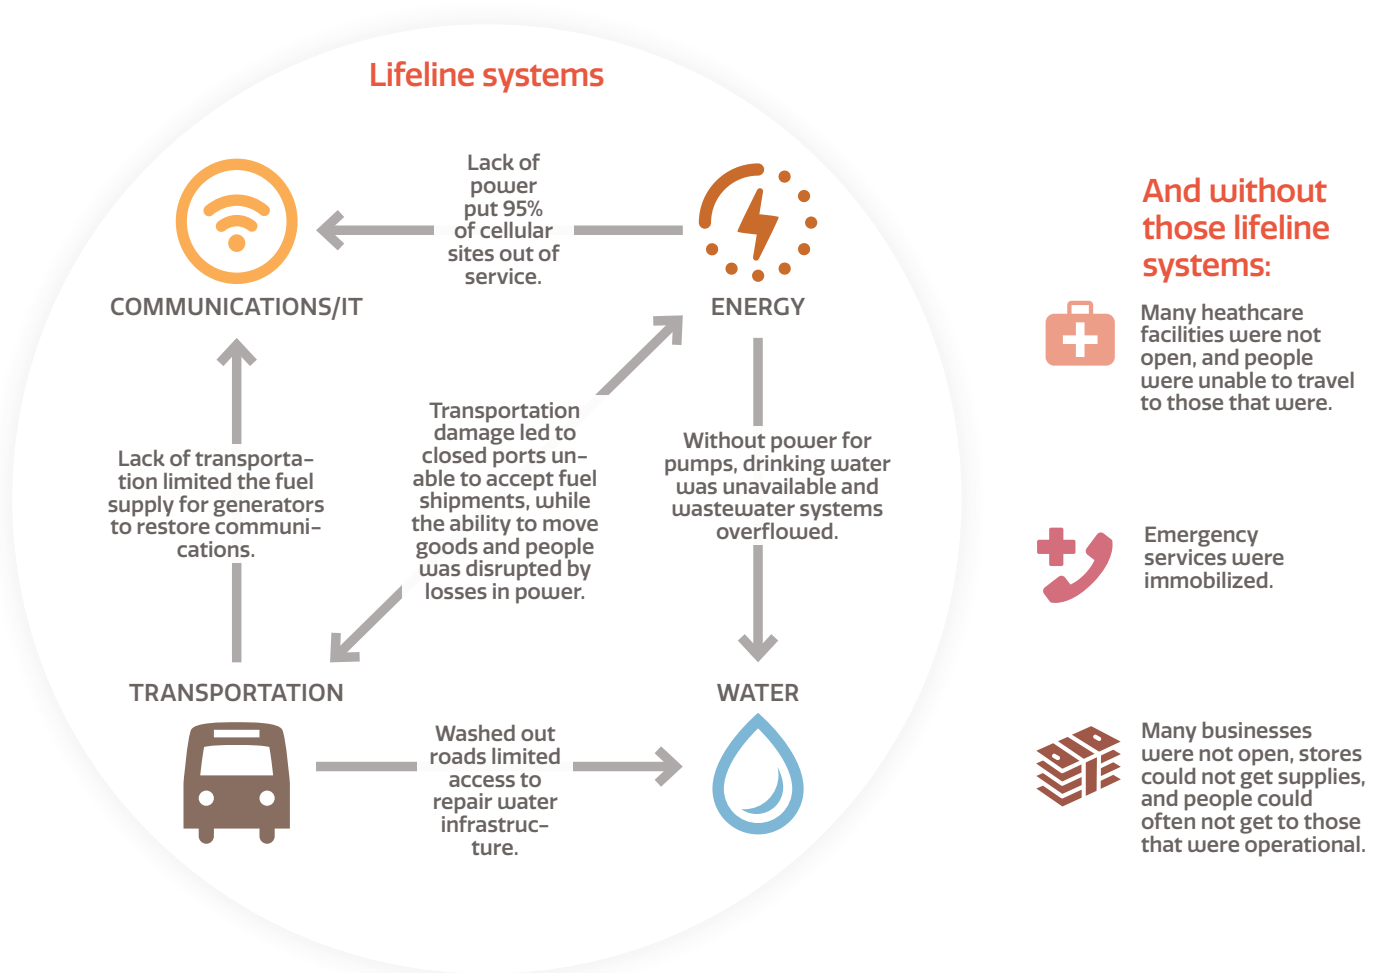 Lifeline systems
Lack of
power
put 95%
of cellular
sites out of
service.
COMMUNICATIONS/IT
ENERGY
Transportation
damage led to
closed ports un-
able to accept fuel
shipments, while
the ability to move
goods and people
was disrupted by
losses in power.
Without power for
pumps, drinking water
was unavailable and
wastewater systems
overflowed.
Lack of transporta-
tion limited the fuel
supply for generators
to restore communi-
cations.
TRANSPORTATION
WATER
Washed out
roads limited
access to
repair water
infrastruc-
ture.
And without
those lifeline
systems:
Many heathcare
facilities were not
open, and people
were unable to travel
to those that were.
Emergency
services were
immobilized.
Many businesses
were not open, stores
could not get supplies,
and people could
often not get to those
that were operational.